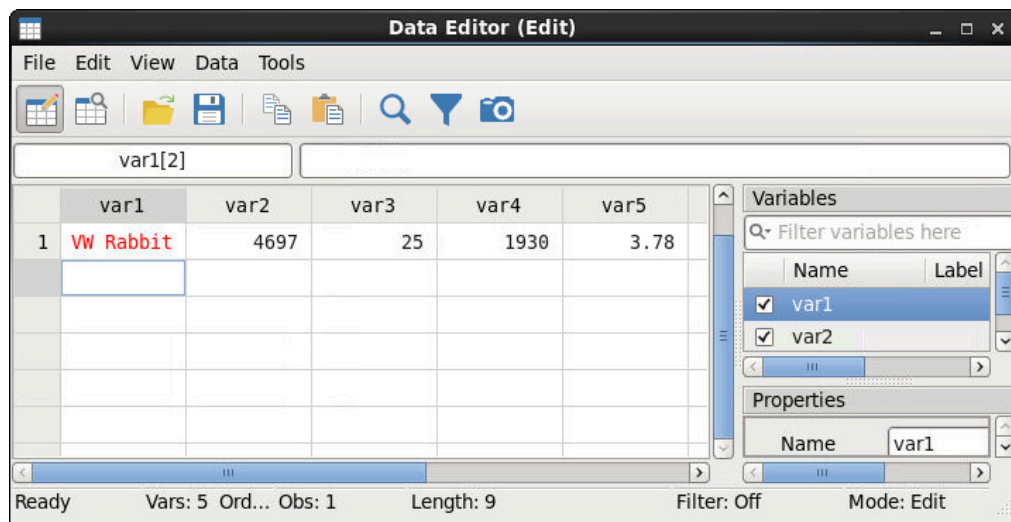 Data Editor (Edit)
File Edit View Data Tools
var1[2]
var1 var2 var3 var4 var5
1 VW Rabbit 4697 25 1930 3.78
Variables
Filter variables here
Name Label
var1
var2
Properties
Name var1
Ready Vars: 5 Ord... Obs: 1 Length: 9 Filter: Off Mode: Edit